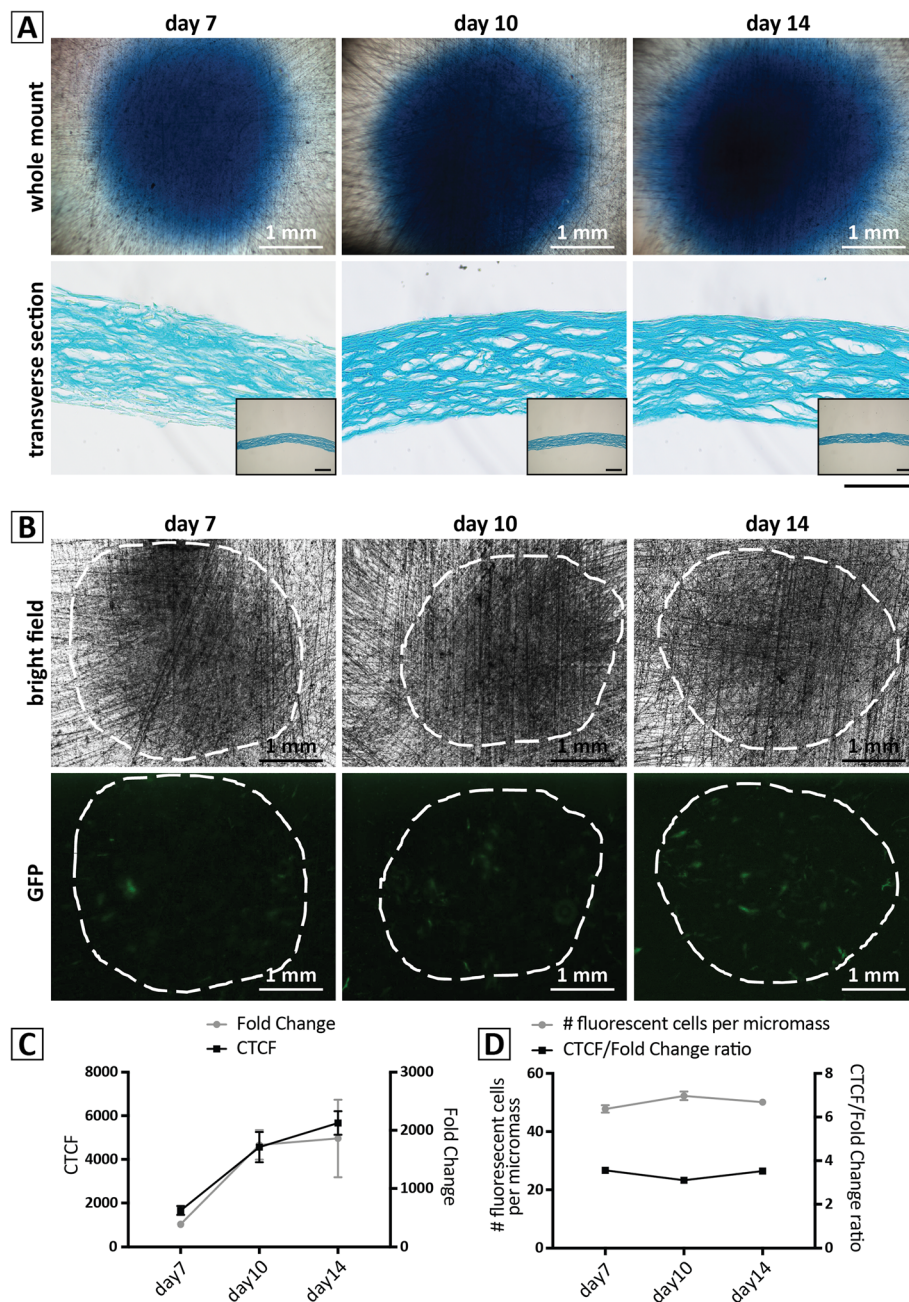 A
day 7
day 10
day 14
whole mount
1 mm
1 mm
1 mm
transverse section
B
day 7
day 10
day 14
bright field
1 mm
1 mm
1 mm
GFP
1 mm
1 mm
1 mm
C
Fold Change
CTCF
8000
6000
4000
2000
0
CTCF
3000
2000
1000
0
Fold Change
day7
day10
day14
D
# fluorescent cells per micromass
CTCF/Fold Change ratio
60
40
20
0
# fluoresecent cells
per micromass
8
6
4
2
0
CTCF/Fold Change
ratio
day7
day10
day14